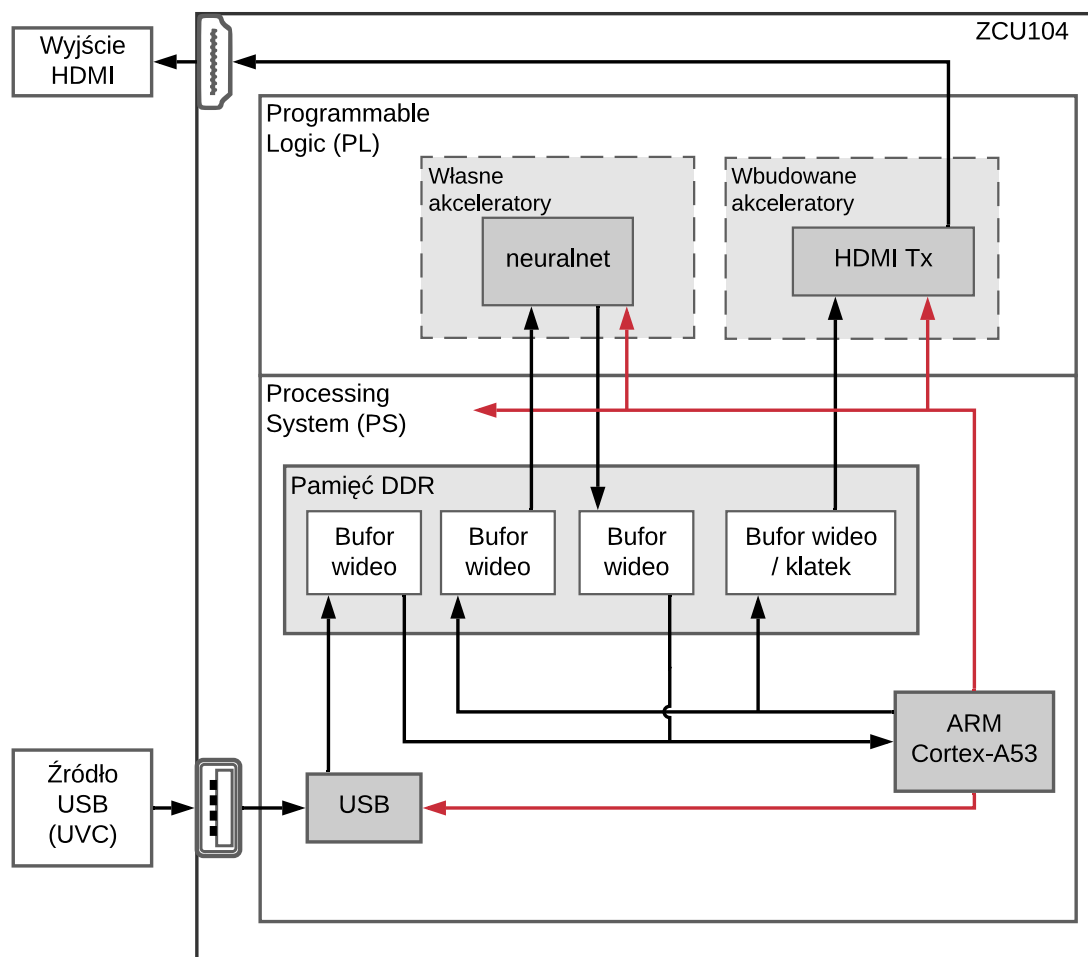 ZCU104
Wyjście
HDMI
Programmable
Logic (PL)
Własne
akceleratory
neuralnet
Wbudowane
akceleratory
HDMI Tx
Processing
System (PS)
Pamięć DDR
Bufor
wideo
Bufor
wideo
Bufor
wideo
Bufor wideo
/ klatek
ARM
Cortex-A53
Źródło
USB
(UVC)
USB